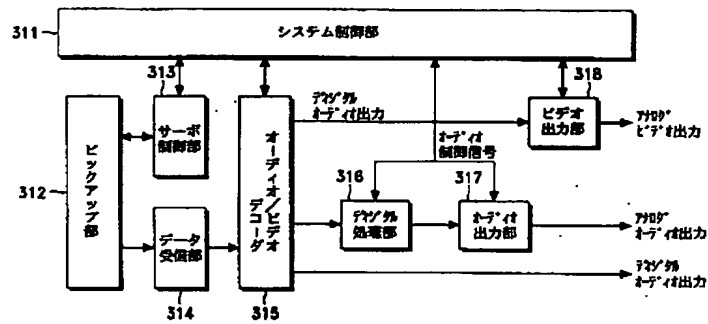 311
システム制御部
313
318
デジタル
オーディオ出力
ビデオ
出力部
アナログ
ビデオ出力
サーボ
制御部
ピックアップ部
オーディオ/ビデオ
デコーダ
オーディオ
制御信号
312
316
317
デジタル
処理部
オーディオ
出力部
アナログ
オーディオ出力
データ
受信部
デジタル
オーディオ出力
314
315